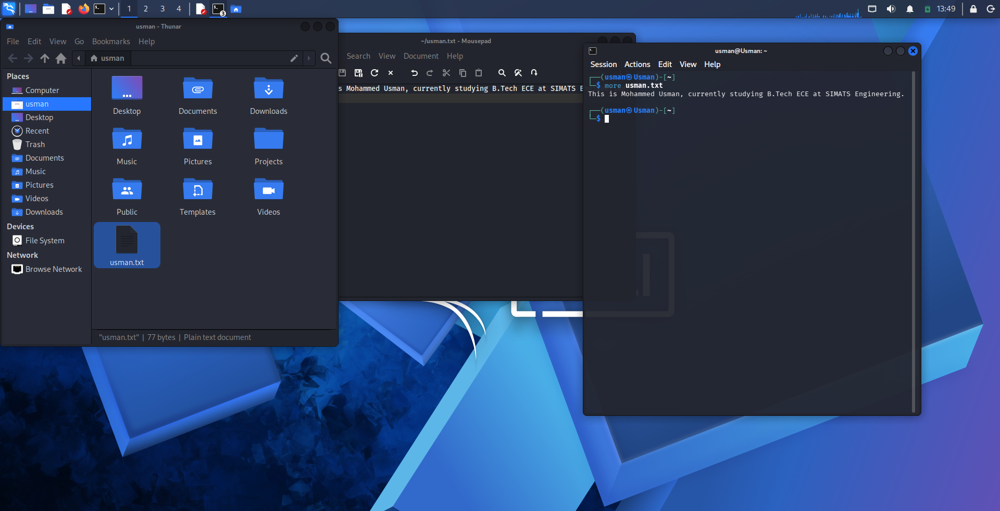 1 2 3 4 3 13:49
usman - Thunar
File Edit View Go Bookmarks Help
usman
Places
Computer
usman
Desktop
Recent
Trash
Documents
Music
Pictures
Videos
Downloads
Devices
File System
Network
Browse Network
Desktop Documents Downloads
Music Pictures Projects
Public Templates Videos
usman.txt
"usman.txt" | 77 bytes | Plain text document
~/usman.txt - Mousepad
Search View Document Help
s Mohammed Usman, currently studying B.Tech ECE at SIMATS E
usman@Usman: ~
Session Actions Edit View Help
┌──(usman㉿Usman)-[~]
└─$ more usman.txt
This is Mohammed Usman, currently studying B.Tech ECE at SIMATS Engineering.
┌──(usman㉿Usman)-[~]
└─$